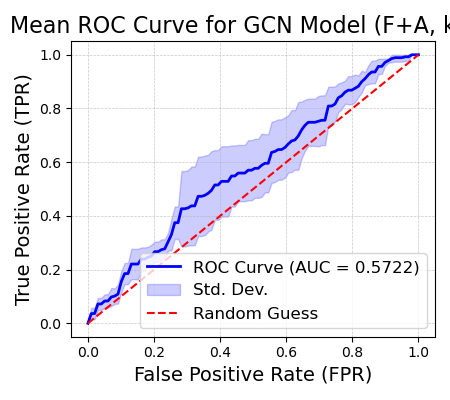 Mean ROC Curve for GCN Model (F+A, k
1.0
0.8
0.6
0.4
0.2
0.0
True Positive Rate (TPR)
ROC Curve (AUC = 0.5722)
Std. Dev.
Random Guess
0.0 0.2 0.4 0.6 0.8 1.0
False Positive Rate (FPR)